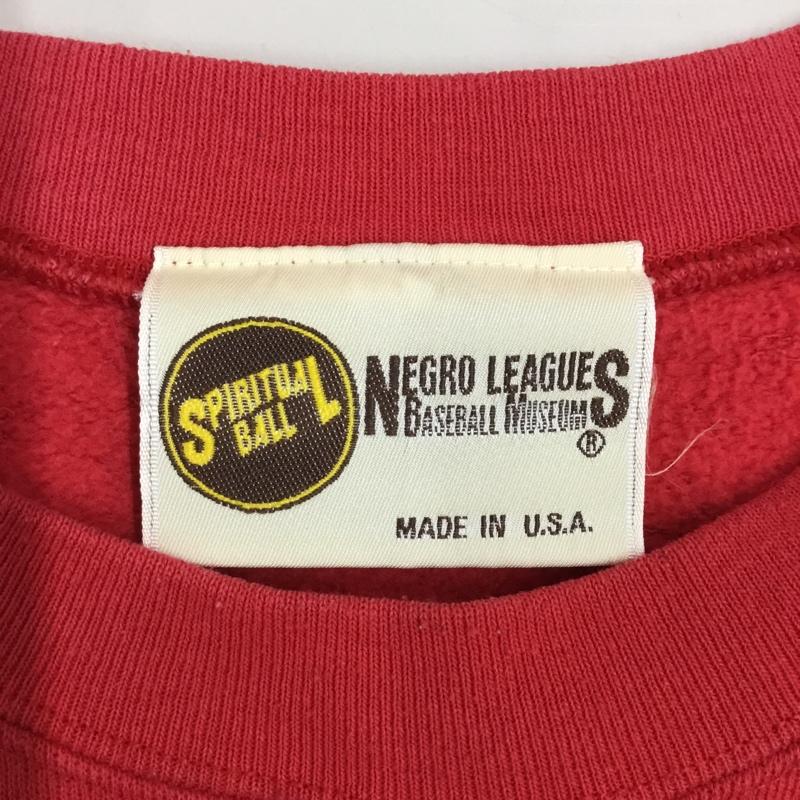 SPIRITUAL
BALL
NEGRO LEAGUES
BASEBALL MUSEUM
®
MADE IN U.S.A.